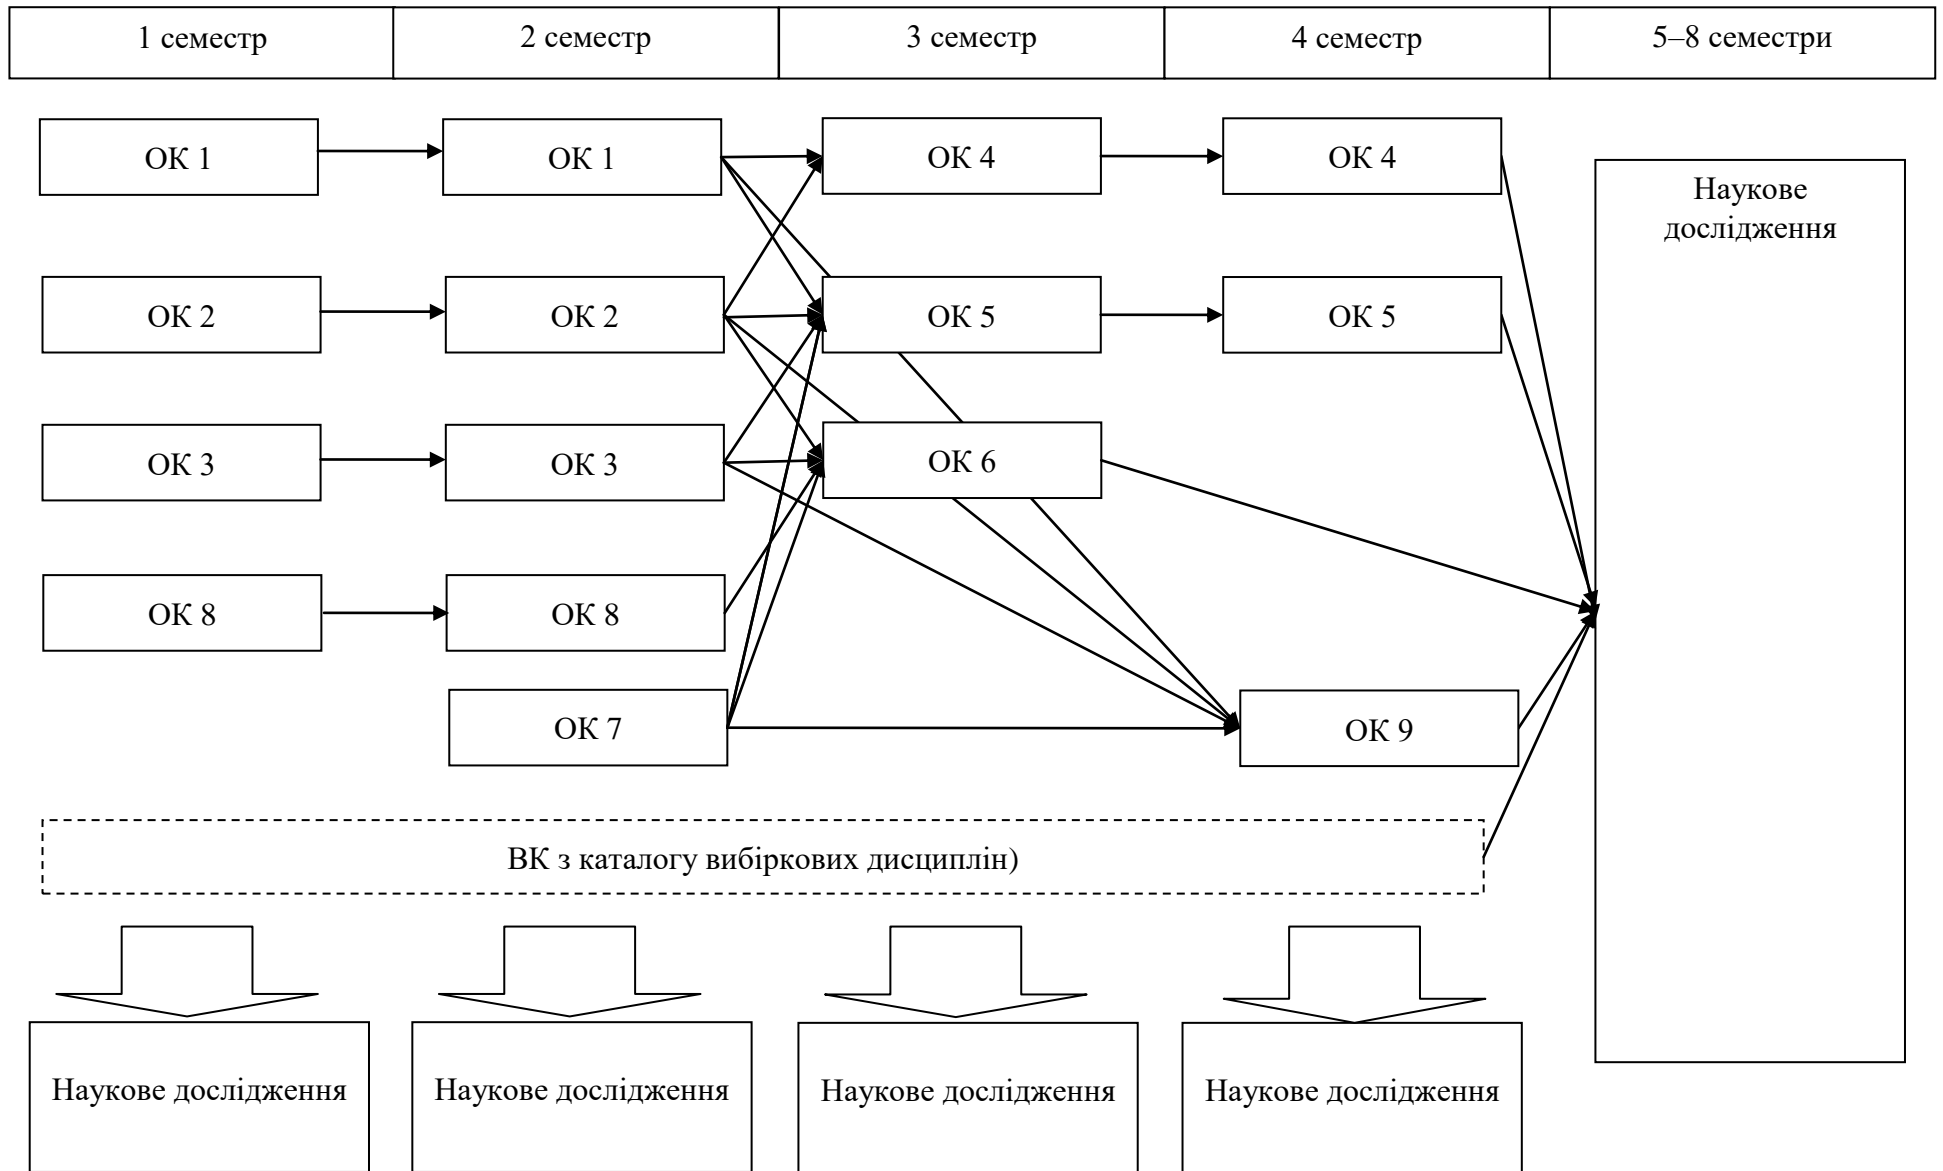 1 семестр
2 семестр
3 семестр
4 семестр
5–8 семестри
ОК 1
ОК 1
ОК 4
ОК 4
Наукове
дослідження
ОК 2
ОК 2
ОК 5
ОК 5
ОК 3
ОК 3
ОК 6
ОК 8
ОК 8
ОК 7
ОК 9
ВК з каталогу вибіркових дисциплін)
Наукове дослідження
Наукове дослідження
Наукове дослідження
Наукове дослідження